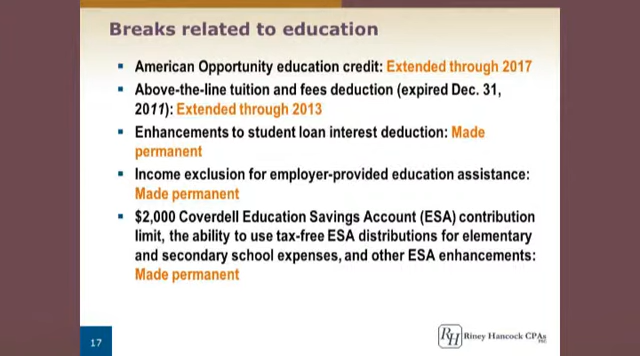 Breaks related to education
American Opportunity education credit: Extended through 2017
Above-the-line tuition and fees deduction (expired Dec. 31,
2011): Extended through 2013
Enhancements to student loan interest deduction: Made
permanent
Income exclusion for employer-provided education assistance:
Made permanent
$2,000 Coverdell Education Savings Account (ESA) contribution
limit, the ability to use tax-free ESA distributions for elementary
and secondary school expenses, and other ESA enhancements:
Made permanent
17
RH Riney Hancock CPAs